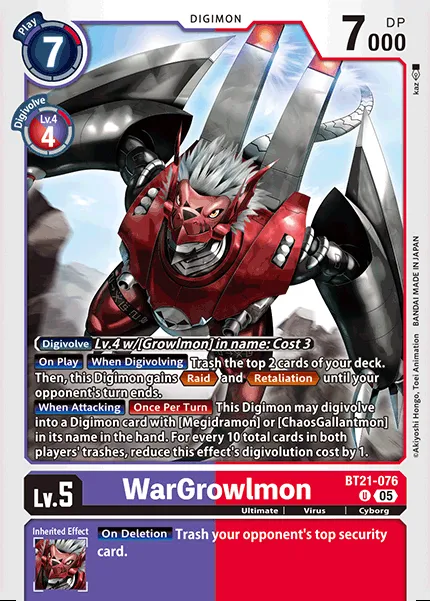 DIGIMON
Play
7
7000
DP
Digivolve
Lv.4
4
kaz
Digivolve Lv.4 w/[Growlmon] in name: Cost 3
On Play When Digivolving Trash the top 2 cards of your deck.
Then, this Digimon gains Raid and Retaliation until your
opponent's turn ends.
When Attacking Once Per Turn This Digimon may digivolve
into a Digimon card with [Megidramon] or [ChaosGallantmon]
in its name in the hand. For every 10 total cards in both
players' trashes, reduce this effect's digivolution cost by 1.
©Akiyoshi Hongo, Toei Animation BANDAI MADE IN JAPAN
Lv.5
WarGrowlmon
BT21-076
U 05
Ultimate | Virus | Cyborg
Inherited Effect
On Deletion Trash your opponent's top security
card.